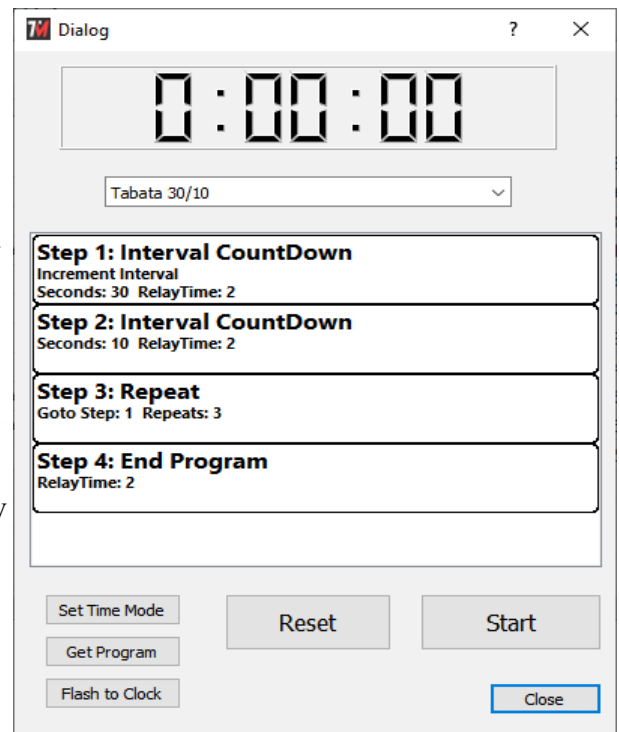 7M Dialog ?
0:00:00
Tabata 30/10
Step 1: Interval CountDown
Increment Interval
Seconds: 30 RelayTime: 2
Step 2: Interval CountDown
Seconds: 10 RelayTime: 2
Step 3: Repeat
Goto Step: 1 Repeats: 3
Step 4: End Program
RelayTime: 2
y
Set Time Mode
Reset
Start
Get Program
Flash to Clock
Close